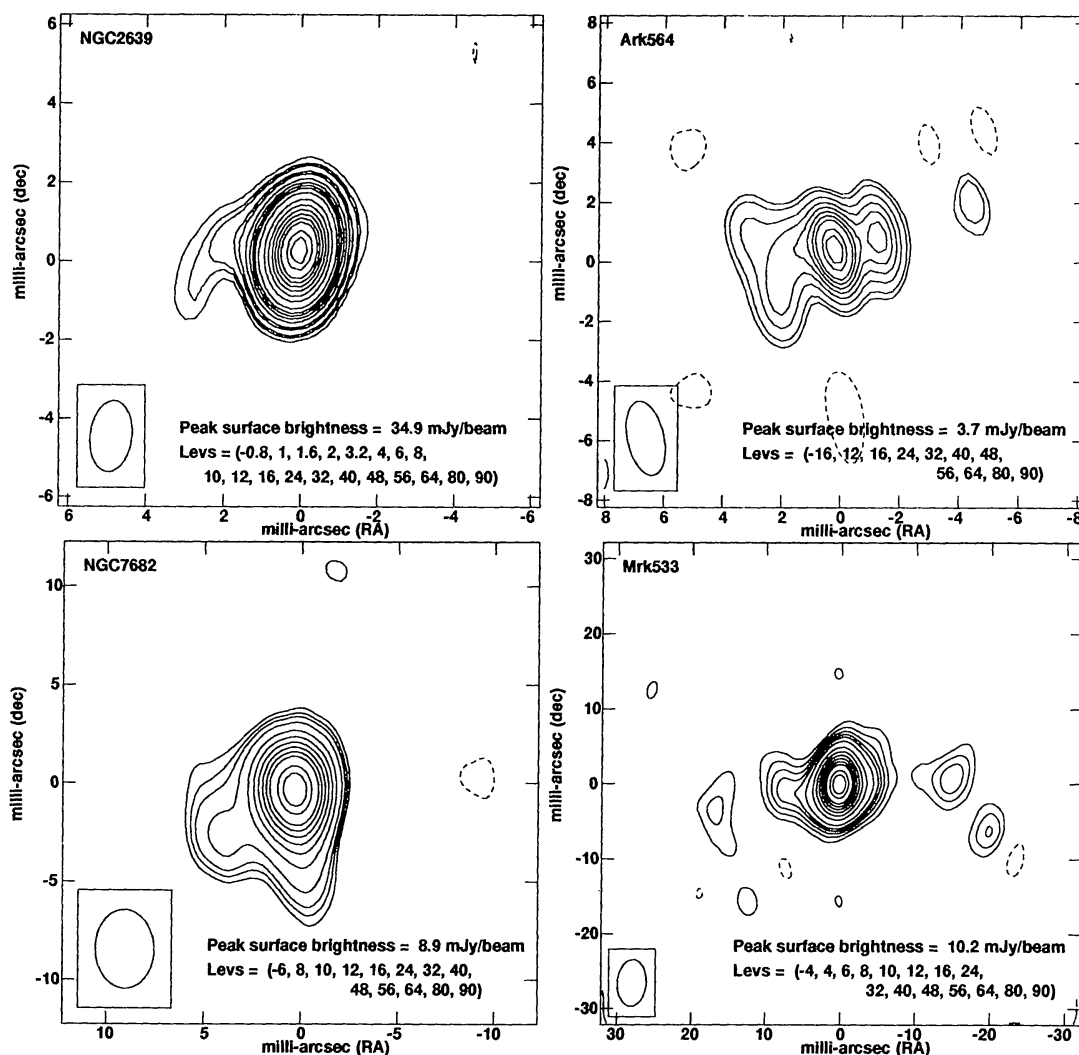 NGC2639
6
4
2
0
-2
-4
-6
milli-arcsec (dec)
Peak surface brightness = 34.9 mJy/beam
Levs = (-0.8, 1, 1.6, 2, 3.2, 4, 6, 8,
10, 12, 16, 24, 32, 40, 48, 56, 64, 80, 90)
6 4 2 0 -2 -4 -6
milli-arcsec (RA)
Ark564
8
6
4
2
0
-2
-4
-6
-8
milli-arcsec (dec)
Peak surface brightness = 3.7 mJy/beam
Levs = (-16, 12, 16, 24, 32, 40, 48,
56, 64, 80, 90)
8 6 4 2 0 -2 -4 -6 -8
milli-arcsec (RA)
NGC7682
10
5
0
-5
-10
milli-arcsec (dec)
Peak surface brightness = 8.9 mJy/beam
Levs = (-6, 8, 10, 12, 16, 24, 32, 40,
48, 56, 64, 80, 90)
10 5 0 -5 -10
milli-arcsec (RA)
Mrk533
30
20
10
0
-10
-20
-30
milli-arcsec (dec)
Peak surface brightness = 10.2 mJy/beam
Levs = (-4, 4, 6, 8, 10, 12, 16, 24,
32, 40, 48, 56, 64, 80, 90)
30 20 10 0 -10 -20 -30
milli-arcsec (RA)